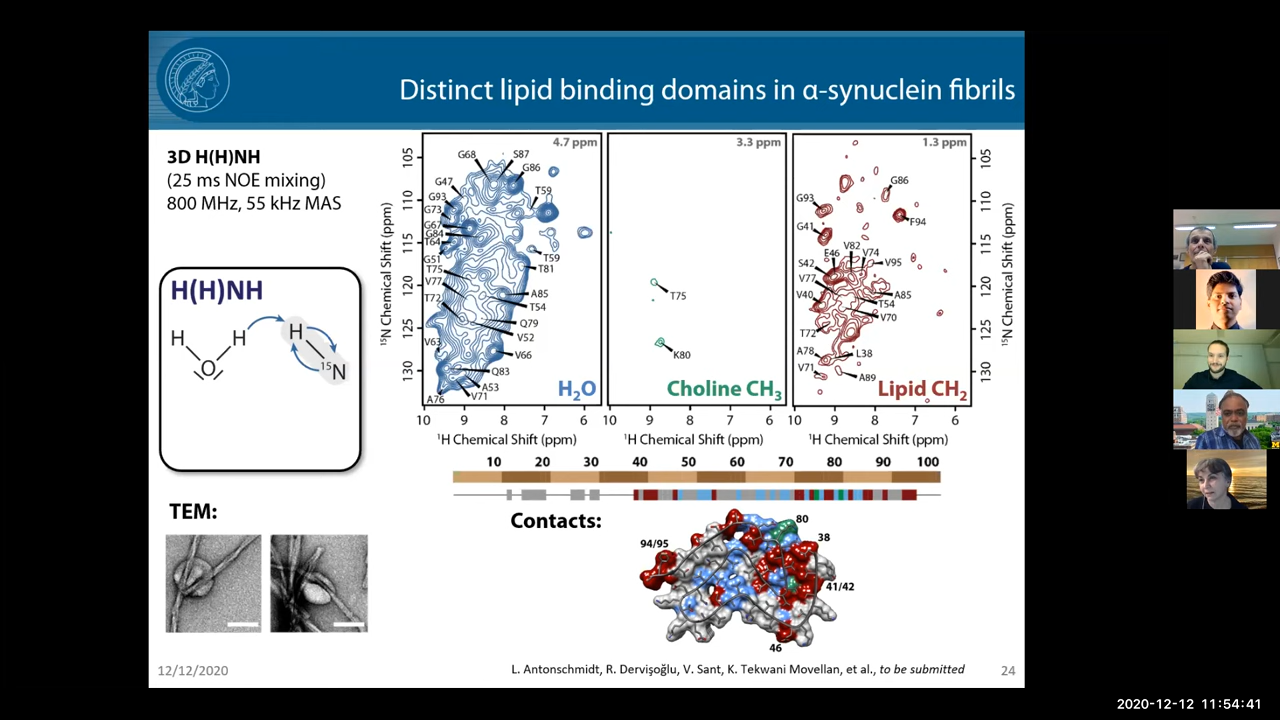 Distinct lipid binding domains in α-synuclein fibrils
3D H(H)NH
(25 ms NOE mixing)
800 MHz, 55 kHz MAS
H(H)NH
H H H
O ¹⁵N
TEM:
4.7 ppm
105
110
115
120
125
130
¹⁵N Chemical Shift (ppm)
G68 S87
G86
G47
T59
G93
G73
G67
G84
T64
G51
T59
T75
T81
V77
A85
T72
T54
Q79
V52
V63
V66
Q83
A53
V71
A76
H₂O
10 9 8 7 6
¹H Chemical Shift (ppm)
3.3 ppm
T75
K80
Choline CH₃
9 8 7 6
¹H Chemical Shift (ppm)
1.3 ppm
G86
G93
F94
G41
V82
E46 V74
S42 V95
V77
V40 A85
T54
V70
T72
A78 L38
V71
A89
Lipid CH₂
10 9 8 7 6
¹H Chemical Shift (ppm)
105
110
115
120
125
130
¹⁵N Chemical Shift (ppm)
10 20 30 40 50 60 70 80 90 100
Contacts:
80
94/95
38
41/42
46
12/12/2020
L. Antonschmidt, R. Dervişoğlu, V. Sant, K. Tekwani Movellan, et al., to be submitted
24
M
2020-12-12 11:54:41